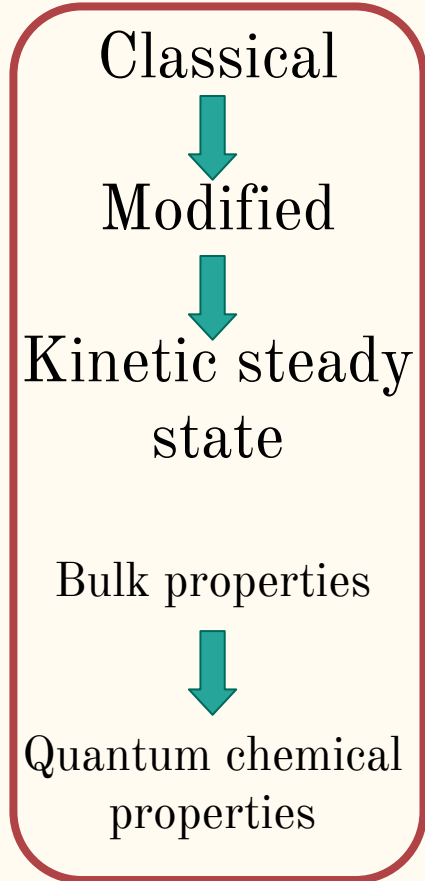 Classical
Modified
Kinetic steady
state
Bulk properties
Quantum chemical
properties